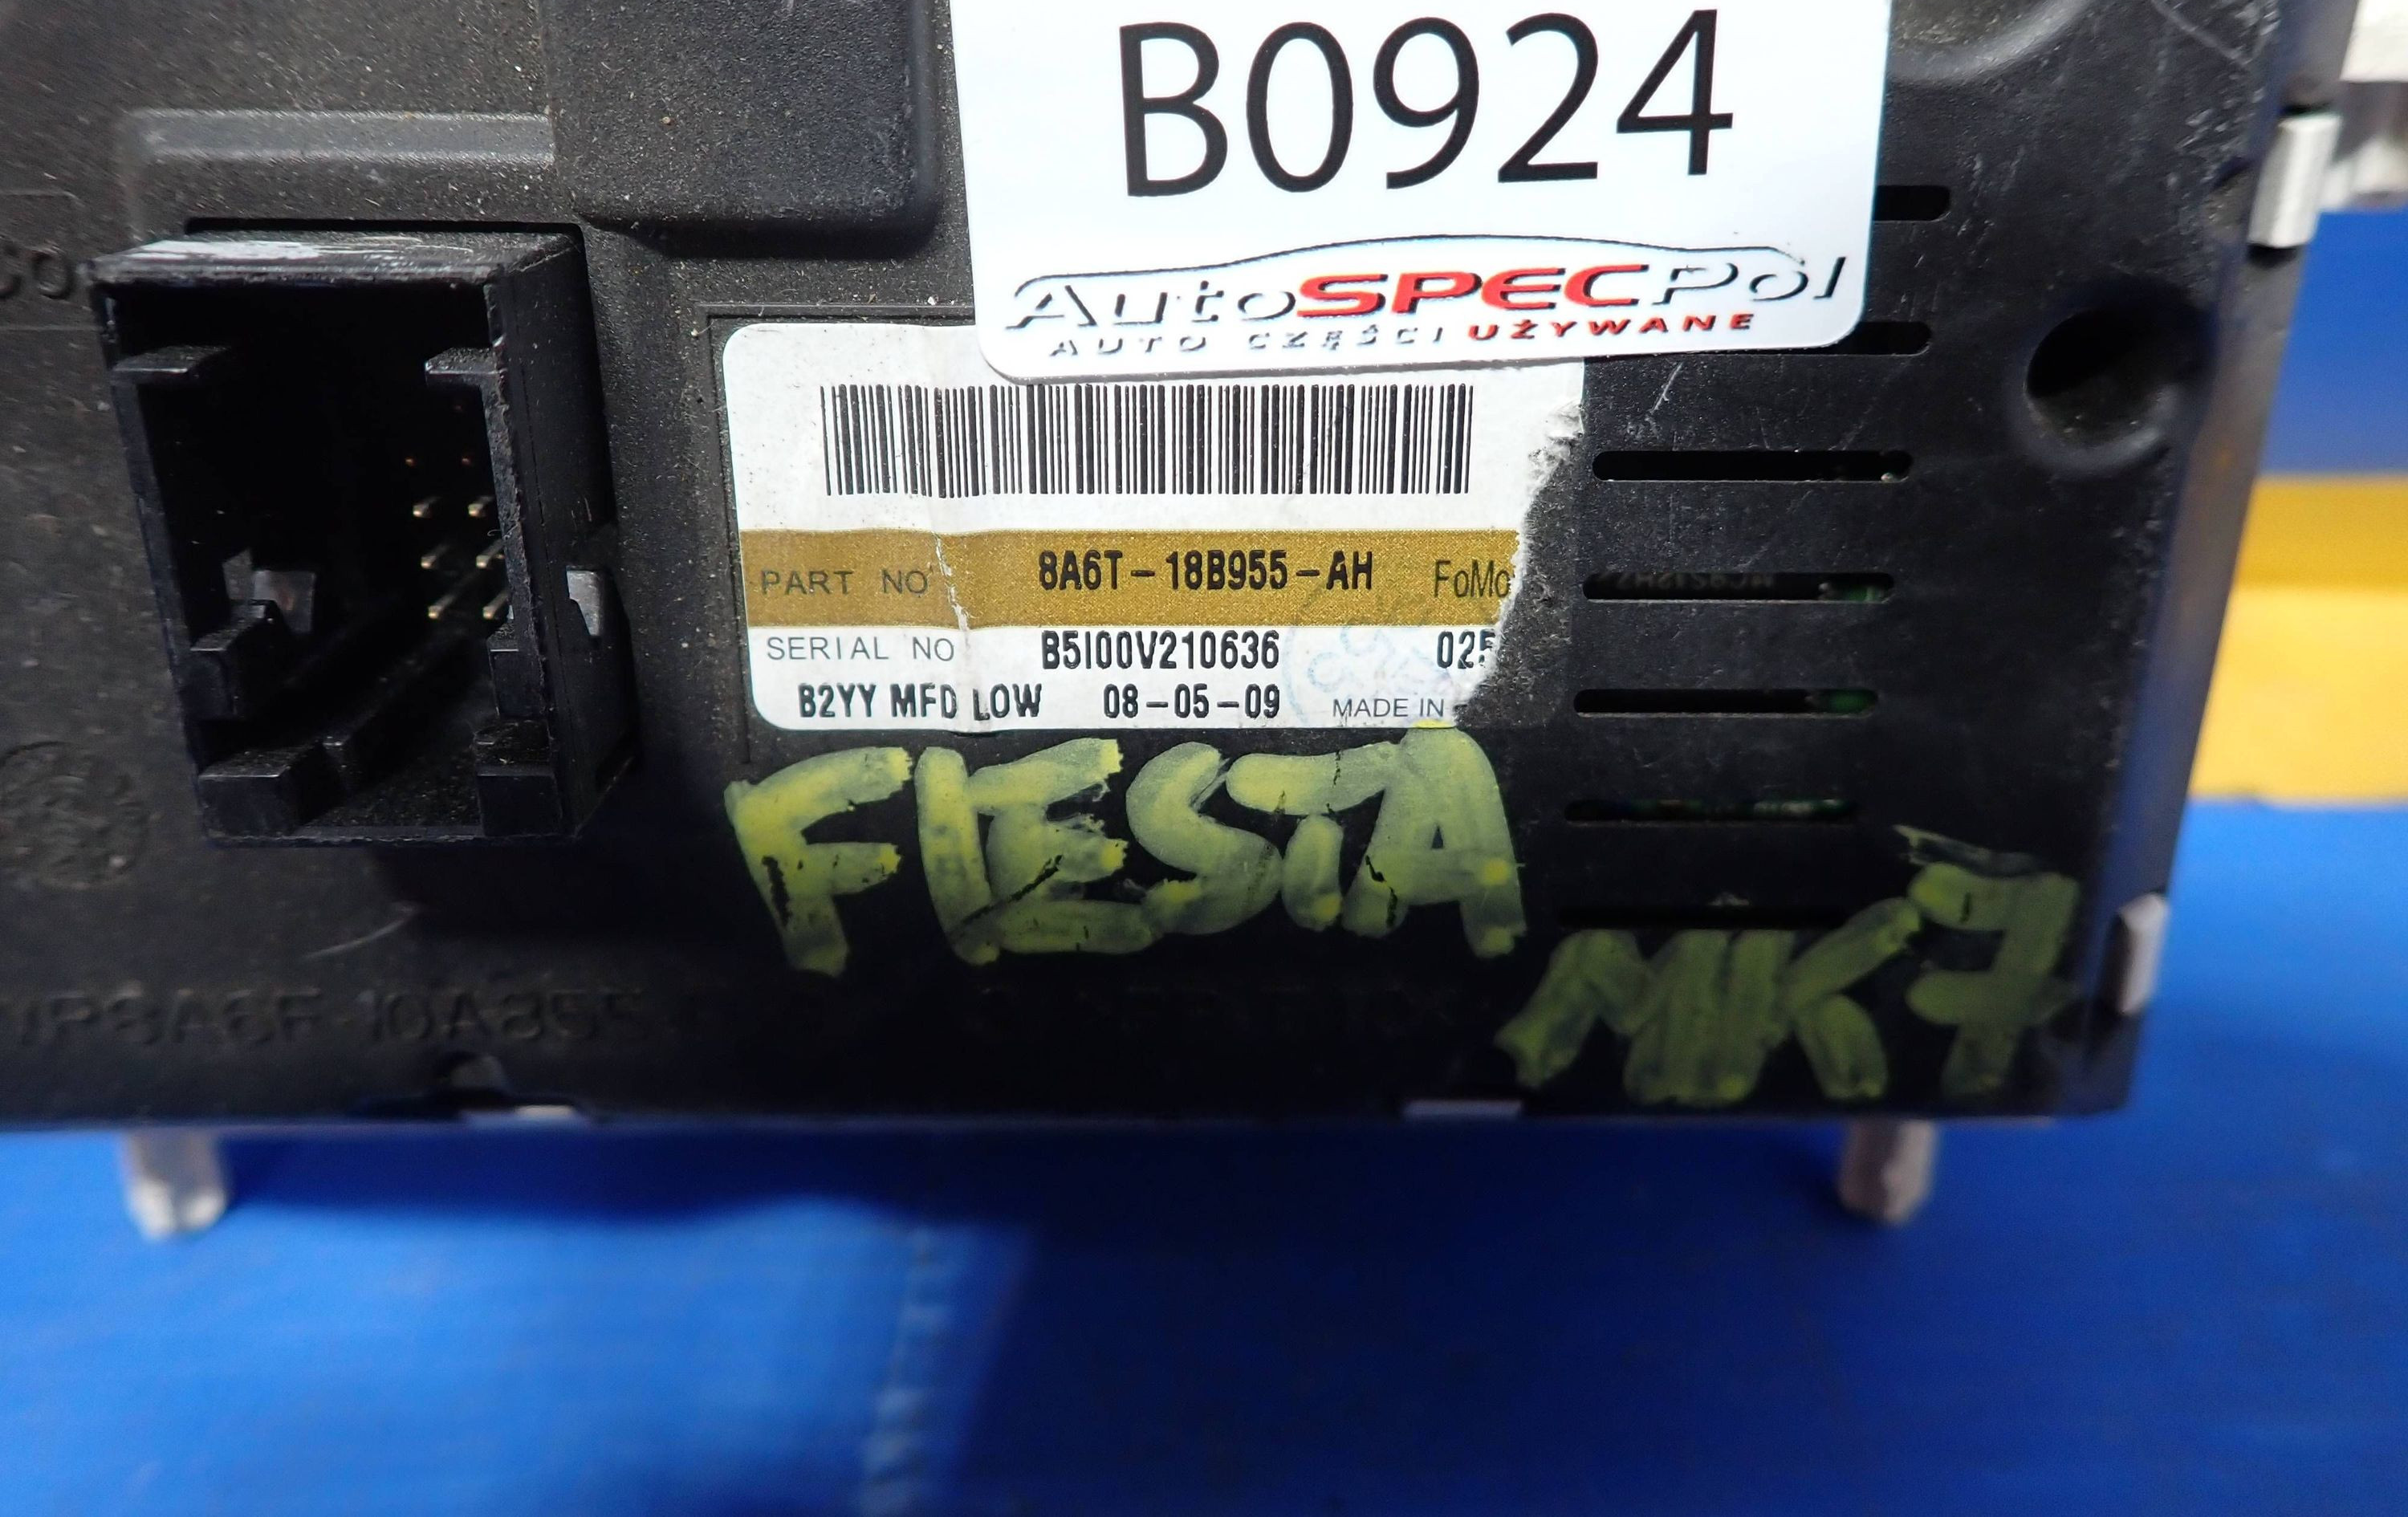 B0924
AutoSPECPol
AUTO CZĘŚCI UŻYWANE
PART NO 8A6T-18B955-AH FoMo
SERIAL NO B5I00V210636 025
B2YY MFD LOW 08-05-09 MADE IN
FIESTA
MK7
10A855